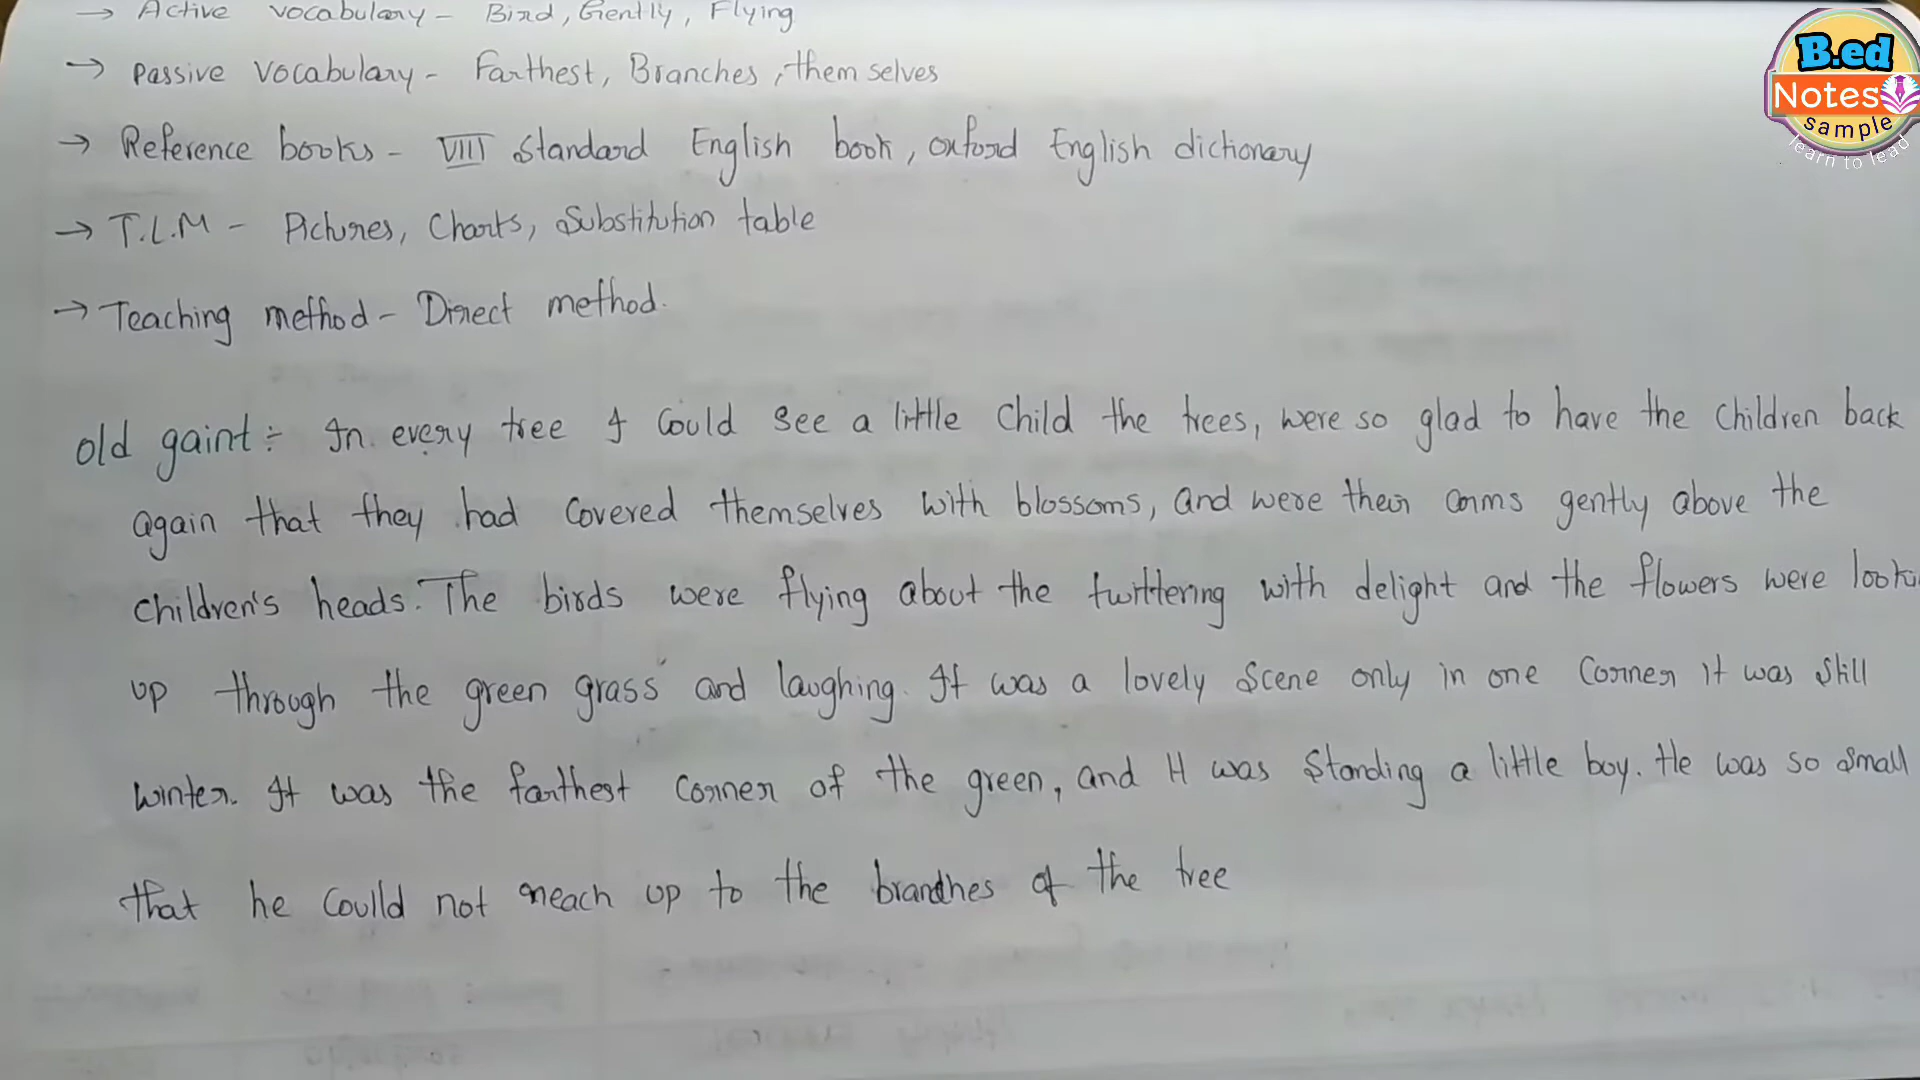 → Active vocabulary - Bird, Gently, Flying
→ Passive vocabulary - Farthest, Branches, them selves
→ Reference books - VIII Standard English book, oxford English dictionary
→ T.L.M - Pictures, Charts, Substitution table
→ Teaching method - Direct method.
old gaint :- In every tree I Could see a little Child the trees, were so glad to have the children back
again that they had covered themselves with blossoms, and were their arms gently above the
children's heads. The birds were flying about the twittering with delight and the flowers were looki
up through the green grass and laughing. It was a lovely scene only in one corner it was still
winter. It was the farthest corner of the green, and H was standing a little boy. He was so small
that he could not reach up to the brandhes of the tree
B.ed
Notes
sample
learn to lead